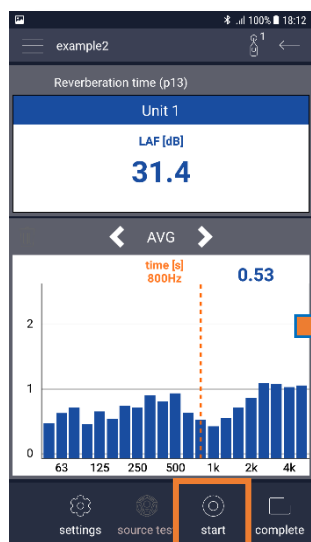 100% 18:12
example2
1
Reverberation time (p13)
Unit 1
LAF [dB]
31.4
AVG
time [s]
800Hz
0.53
2
1
0
63 125 250 500 1k 2k 4k
settings source test start complete